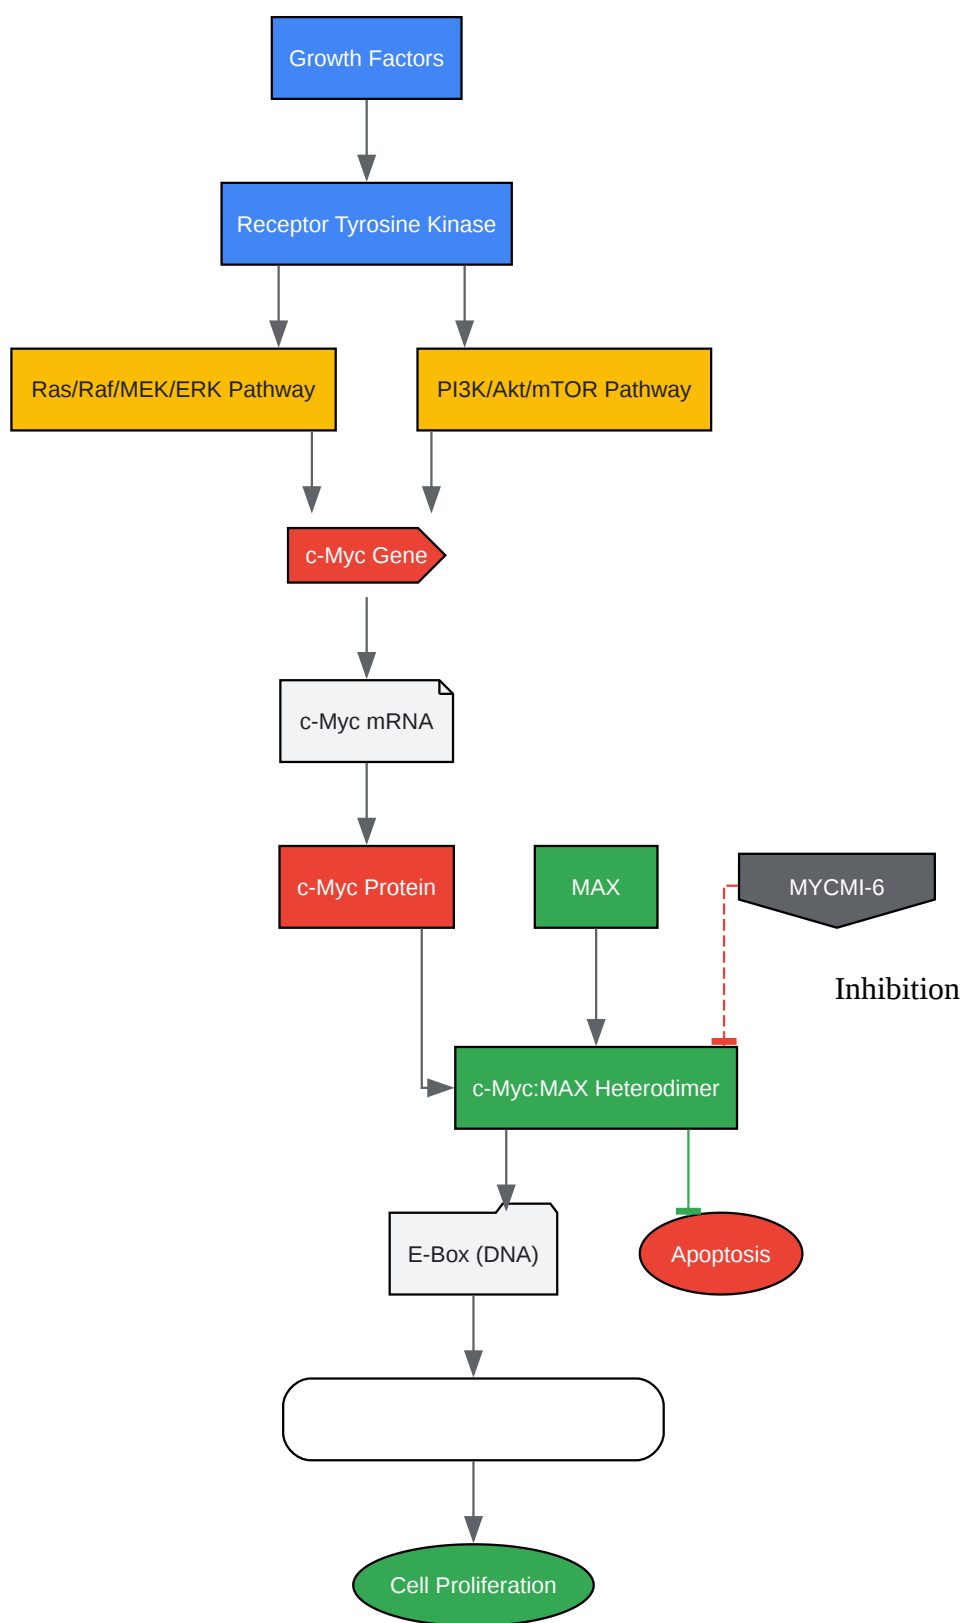 Growth Factors
Receptor Tyrosine Kinase
Ras/Raf/MEK/ERK Pathway
PI3K/Akt/mTOR Pathway
c-Myc Gene
c-Myc mRNA
c-Myc Protein
MAX
MYCMI-6
Inhibition
c-Myc:MAX Heterodimer
E-Box (DNA)
Apoptosis
Cell Proliferation